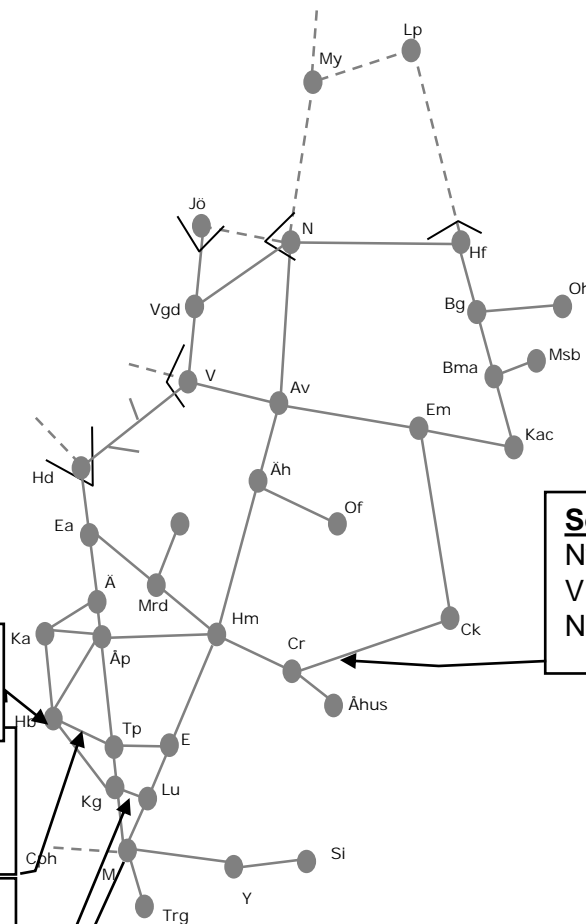 Lp
My
Jö
N
Hf
Vgd
Bg
Oh
Msb
Bma
V
Av
Em
Kac
Äh
Hd
Of
Ea
Ä
Mrd
Hm
Ck
Ka
Åp
Cr
Åhus
Hb
Tp
E
Kg
Lu
Cph
M
Si
Y
Trg
N
V
N